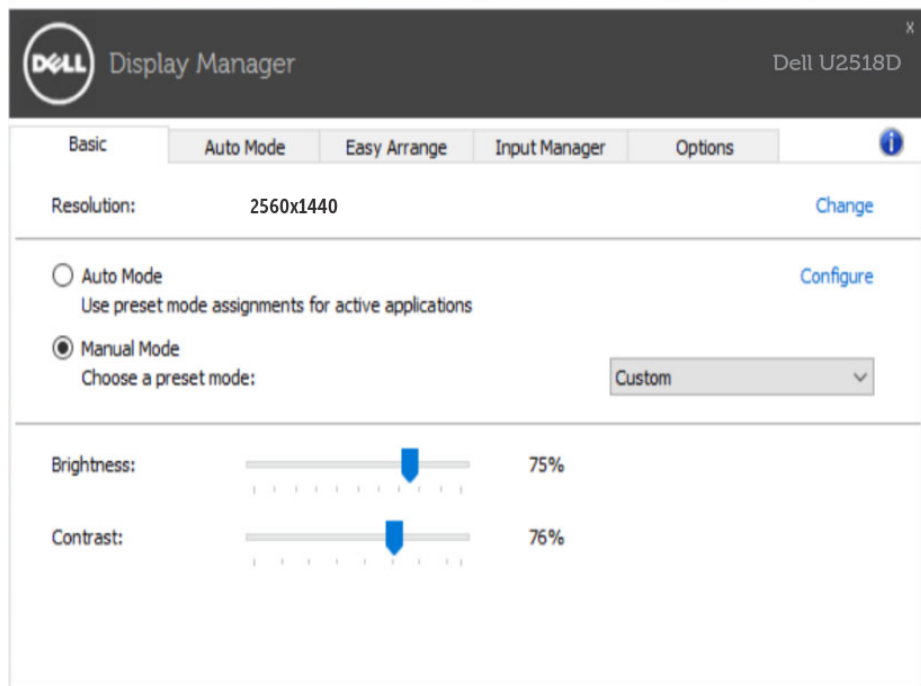 x
DELL Display Manager Dell U2518D
Basic Auto Mode Easy Arrange Input Manager Options i
Resolution: 2560x1440 Change
Auto Mode Configure
Use preset mode assignments for active applications
Manual Mode
Choose a preset mode: Custom
Brightness: 75%
Contrast: 76%